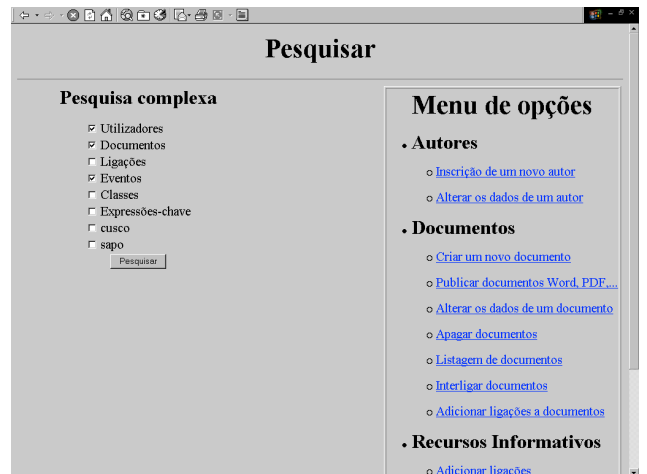 Pesquisar
Pesquisa complexa
Utilizadores
Documentos
Ligações
Eventos
Classes
Expressões-chave
cusco
sapo
Pesquisar
Menu de opções
Autores
Inscrição de um novo autor
Alterar os dados de um autor
Documentos
Criar um novo documento
Publicar documentos Word, PDF,...
Alterar os dados de um documento
Apagar documentos
Listagem de documentos
Interligar documentos
Adicionar ligações a documentos
Recursos Informativos
Adicionar ligações